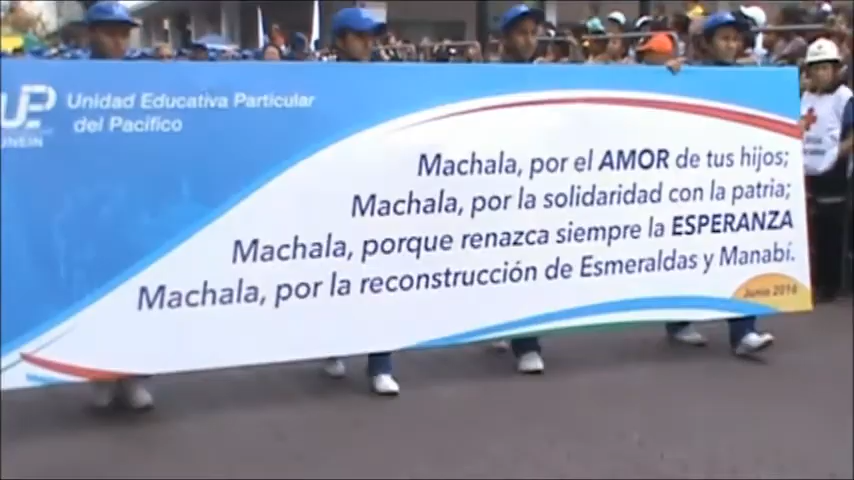 UP
Unidad Educativa Particular
del Pacífico
Machala, por el AMOR de tus hijos;
Machala, por la solidaridad con la patria;
Machala, porque renazca siempre la ESPERANZA
Machala, por la reconstrucción de Esmeraldas y Manabí.
Junio 2016